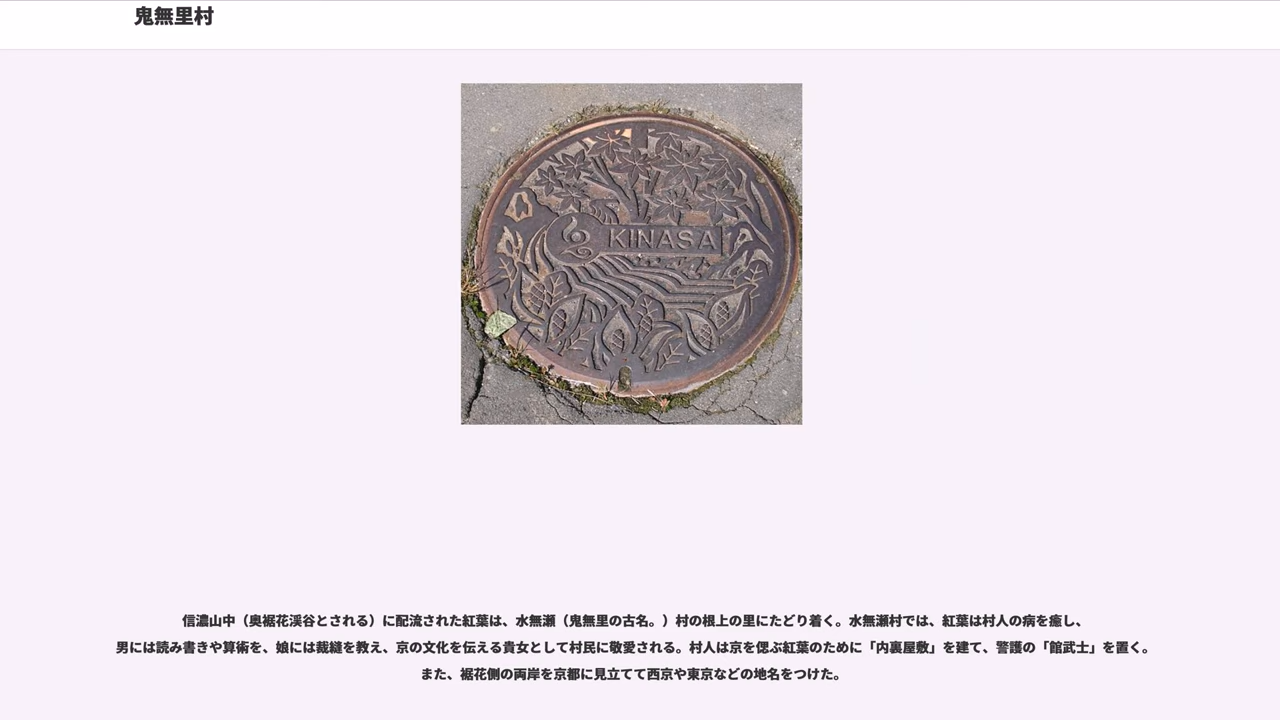 鬼無里村
KINASA
信濃山中（奥裾花渓谷とされる）に配流された紅葉は、水無瀬（鬼無里の古名。）村の根上の里にたどり着く。水無瀬村では、紅葉は村人の病を癒し、
男には読み書きや算術を、娘には裁縫を教え、京の文化を伝える貴女として村民に敬愛される。村人は京を偲ぶ紅葉のために「内裏屋敷」を建て、警護の「館武士」を置く。
また、裾花側の両岸を京都に見立てて西京や東京などの地名をつけた。